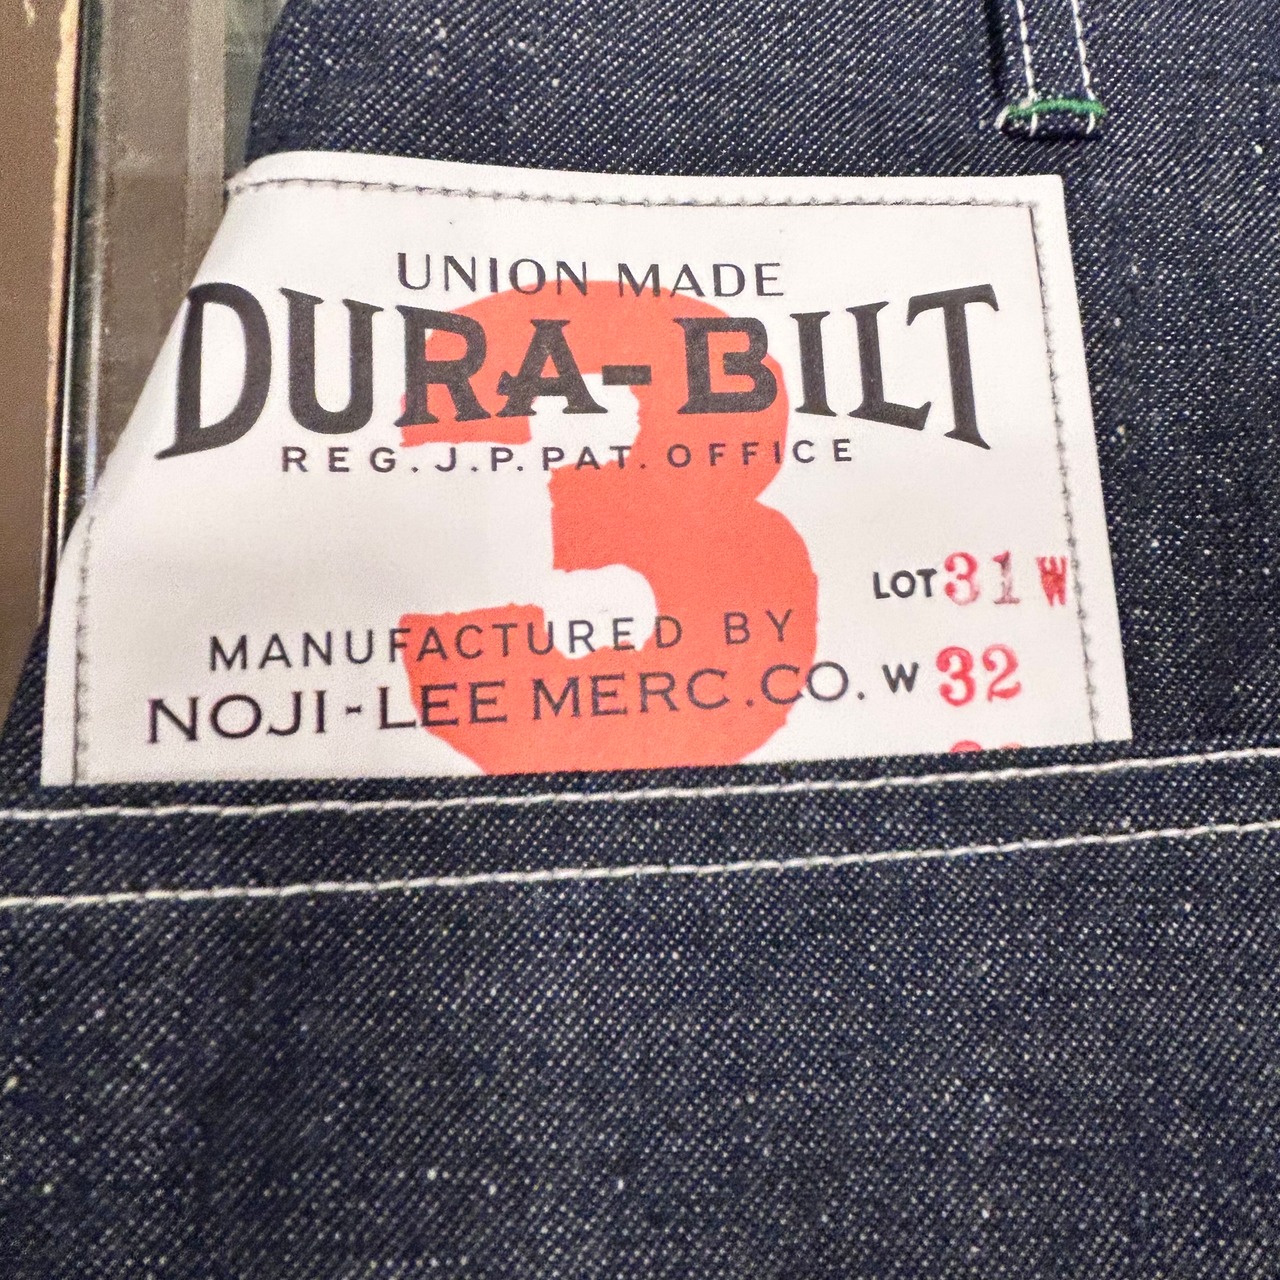 UNION MADE
DURA-BILT
REG. J.P. PAT. OFFICE
3
LOT 31 W
MANUFACTURED BY
NOJI-LEE MERC.CO.
W 32